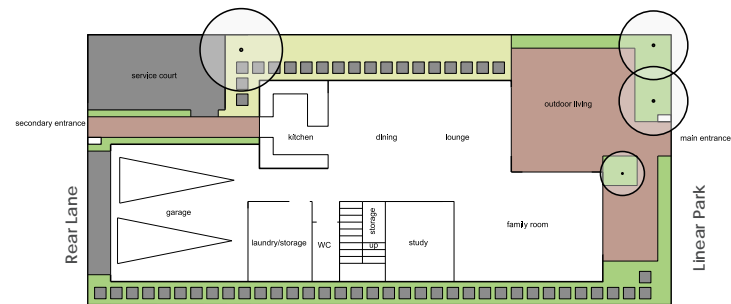 service court
outdoor living
secondary entrance
kitchen
dining
lounge
main entrance
Rear Lane
garage
storage
family room
Linear Park
laundry/storage
WC
up
study